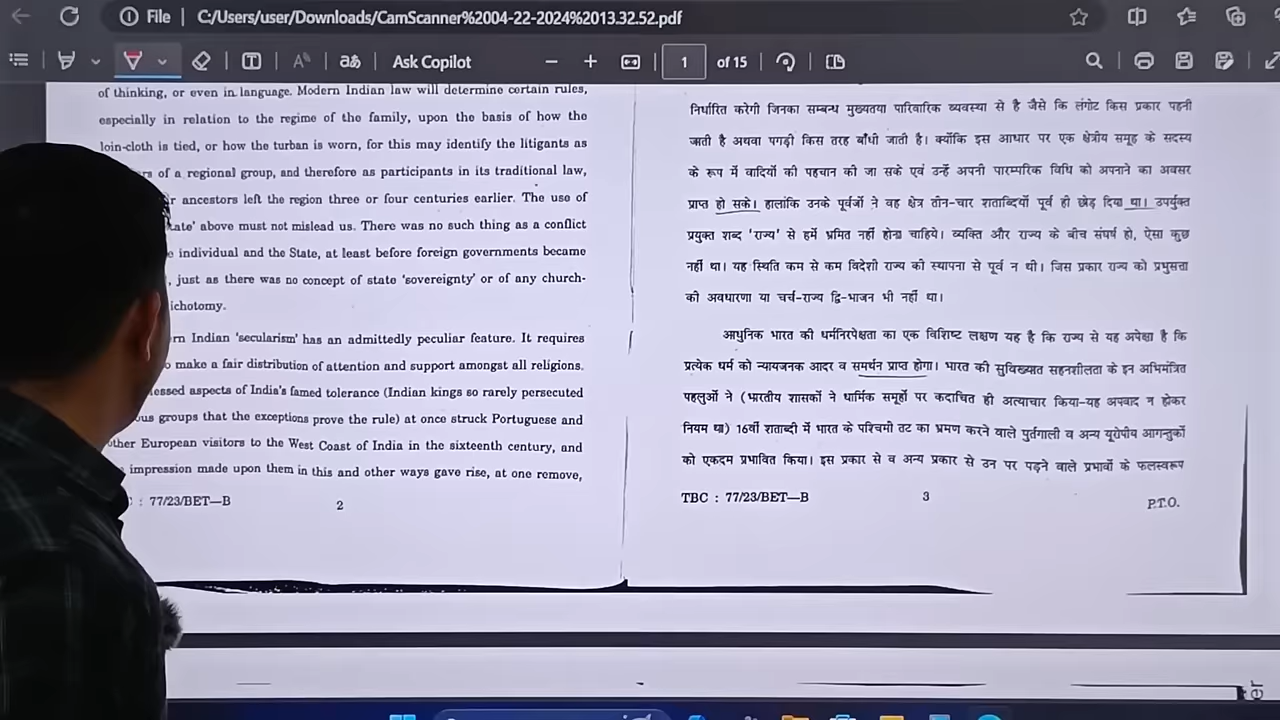 File | C:/Users/user/Downloads/CamScanner%2004-22-2024%2013.32.52.pdf
Ask Copilot
1 of 15
of thinking, or even in language. Modern Indian law will determine certain rules,
especially in relation to the regime of the family, upon the basis of how the
loin-cloth is tied, or how the turban is worn, for this may identify the litigants as
of a regional group, and therefore as participants in its traditional law,
ancestors left the region three or four centuries earlier. The use of
above must not mislead us. There was no such thing as a conflict
individual and the State, at least before foreign governments became
, just as there was no concept of state 'sovereignty' or of any church-
Indian 'secularism' has an admittedly peculiar feature. It requires
make a fair distribution of attention and support amongst all religions.
aspects of India's famed tolerance (Indian kings so rarely persecuted
groups that the exceptions prove the rule) at once struck Portuguese and
other European visitors to the West Coast of India in the sixteenth century, and
impression made upon them in this and other ways gave rise, at one remove,
: 77/23/BET—B
2
निर्धारित करेगी जिनका सम्बन्ध मुख्यतया पारिवारिक व्यवस्था से है जैसे कि लंगोट किस प्रकार पहनी
जाती है अथवा पगड़ी किस तरह बाँधी जाती है। क्योंकि इस आधार पर एक क्षेत्रीय समूह के सदस्य
के रूप में वादियों की पहचान की जा सके एवं उन्हें अपनी पारम्परिक विधि को अपनाने का अवसर
प्राप्त हो सके। हालांकि उनके पूर्वजों ने वह क्षेत्र तीन-चार शताब्दियों पूर्व ही छोड़ दिया था। उपर्युक्त
प्रयुक्त शब्द 'राज्य' से हमें भ्रमित नहीं होना चाहिये। व्यक्ति और राज्य के बीच संघर्ष हो, ऐसा कुछ
नहीं था। यह स्थिति कम से कम विदेशी राज्य की स्थापना से पूर्व न थी। जिस प्रकार राज्य की प्रभुसत्ता
की अवधारणा या चर्च-राज्य द्वि-भाजन भी नहीं था।
आधुनिक भारत की धर्मनिरपेक्षता का एक विशिष्ट लक्षण यह है कि राज्य से यह अपेक्षा है कि
प्रत्येक धर्म को न्यायजनक आदर व समर्थन प्राप्त होगा। भारत की सुविख्यात सहनशीलता के इन अभिमंत्रित
पहलुओं ने (भारतीय शासकों ने धार्मिक समूहों पर कदाचित ही अत्याचार किया-यह अपवाद न होकर
नियम था) 16वीं शताब्दी में भारत के पश्चिमी तट का भ्रमण करने वाले पुर्तगाली व अन्य यूरोपीय आगन्तुकों
को एकदम प्रभावित किया। इस प्रकार से व अन्य प्रकार से उन पर पड़ने वाले प्रभावों के फलस्वरूप
TBC : 77/23/BET—B
3
P.T.O.